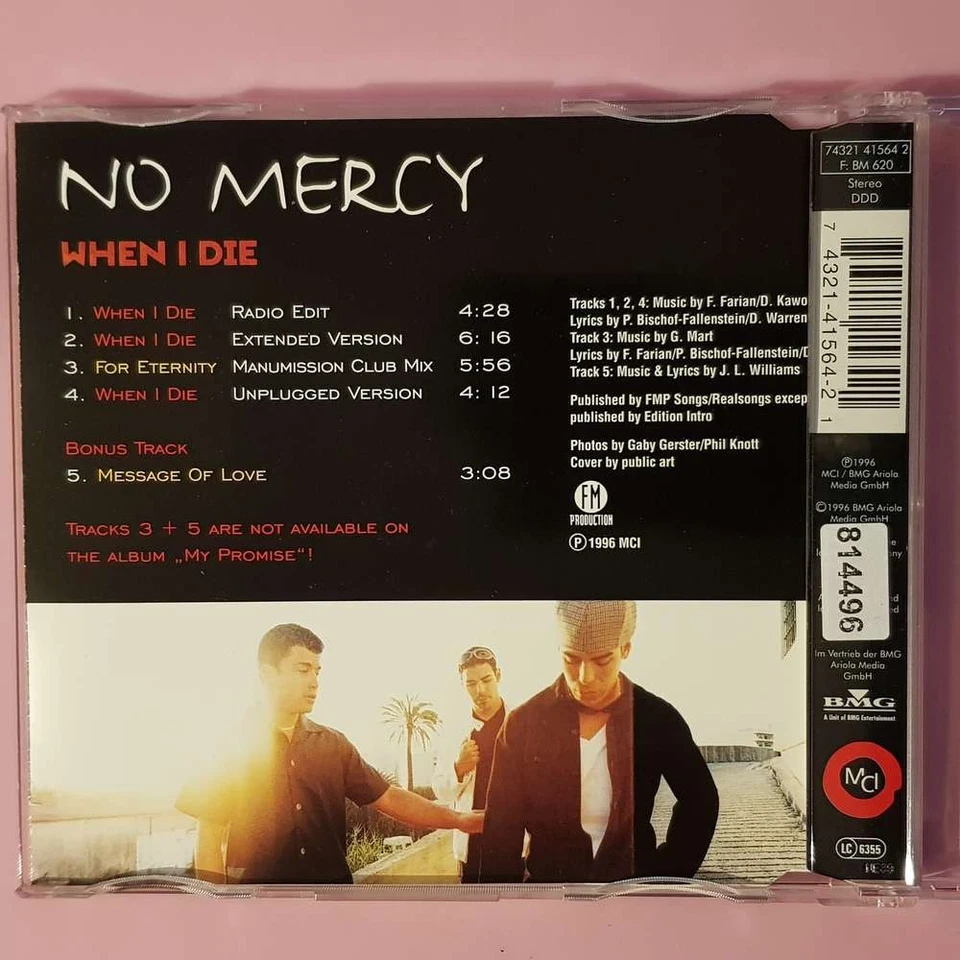 NO MERCY
WHEN I DIE
1. WHEN I DIE RADIO EDIT 4:28
2. WHEN I DIE EXTENDED VERSION 6:16
3. FOR ETERNITY MANUMISSION CLUB MIX 5:56
4. WHEN I DIE UNPLUGGED VERSION 4:12
BONUS TRACK
5. MESSAGE OF LOVE 3:08
TRACKS 3 + 5 ARE NOT AVAILABLE ON
THE ALBUM „MY PROMISE“!
Tracks 1, 2, 4: Music by F. Farian/D. Kawo
Lyrics by P. Bischof-Fallenstein/D. Warren
Track 3: Music by G. Mart
Lyrics by F. Farian/P. Bischof-Fallenstein/
Track 5: Music & Lyrics by J. L. Williams
Published by FMP Songs/Realsongs excep
published by Edition Intro
Photos by Gaby Gerster/Phil Knott
Cover by public art
FM
PRODUCTION
℗ 1996 MCI
74321 41564 2
F: BM 620
Stereo
DDD
7 4321-41564-2 1
℗1996
MCI / BMG Ariola
Media GmbH
©1996 BMG Ariola
Media GmbH
814496
Im Vertrieb der BMG
Ariola Media
GmbH
BMG
A Unit of BMG Entertainment
MCI
LC 6355